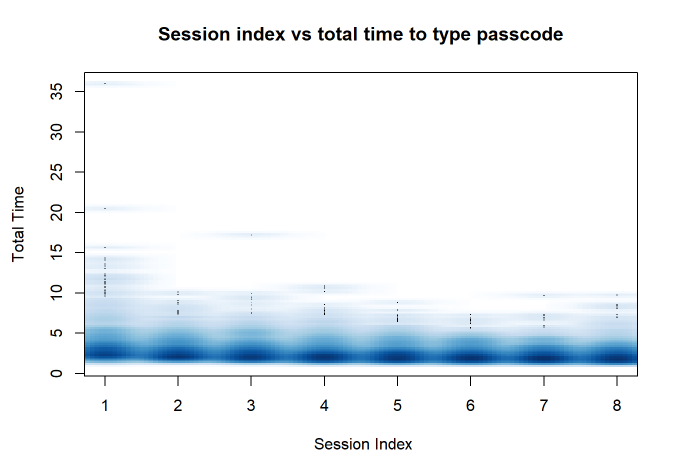 Session index vs total time to type passcode
Total Time
35
30
25
20
15
10
5
0
1 2 3 4 5 6 7 8
Session Index